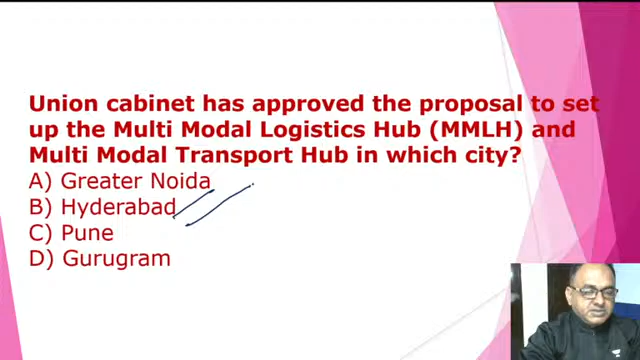 Union cabinet has approved the proposal to set
up the Multi Modal Logistics Hub (MMLH) and
Multi Modal Transport Hub in which city?
A) Greater Noida
B) Hyderabad
C) Pune
D) Gurugram